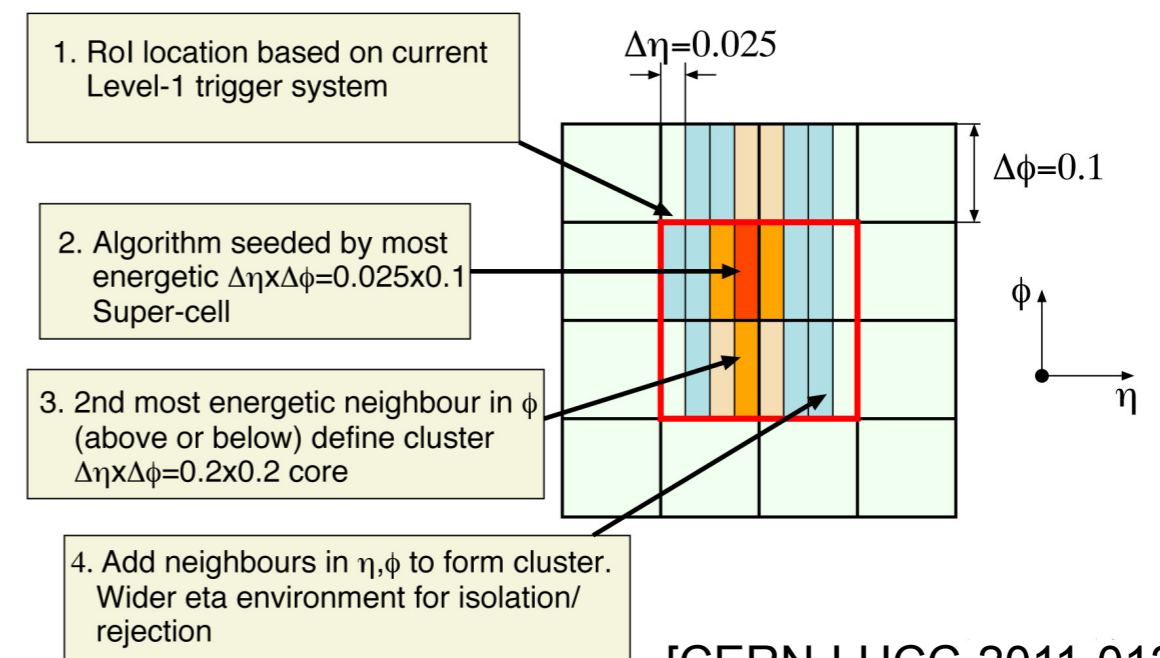 1. RoI location based on current
Level-1 trigger system
Δη=0.025
Δϕ=0.1
2. Algorithm seeded by most
energetic ΔηxΔϕ=0.025x0.1
Super-cell
ϕ
η
3. 2nd most energetic neighbour in ϕ
(above or below) define cluster
ΔηxΔϕ=0.2x0.2 core
4. Add neighbours in η,ϕ to form cluster.
Wider eta environment for isolation/
rejection